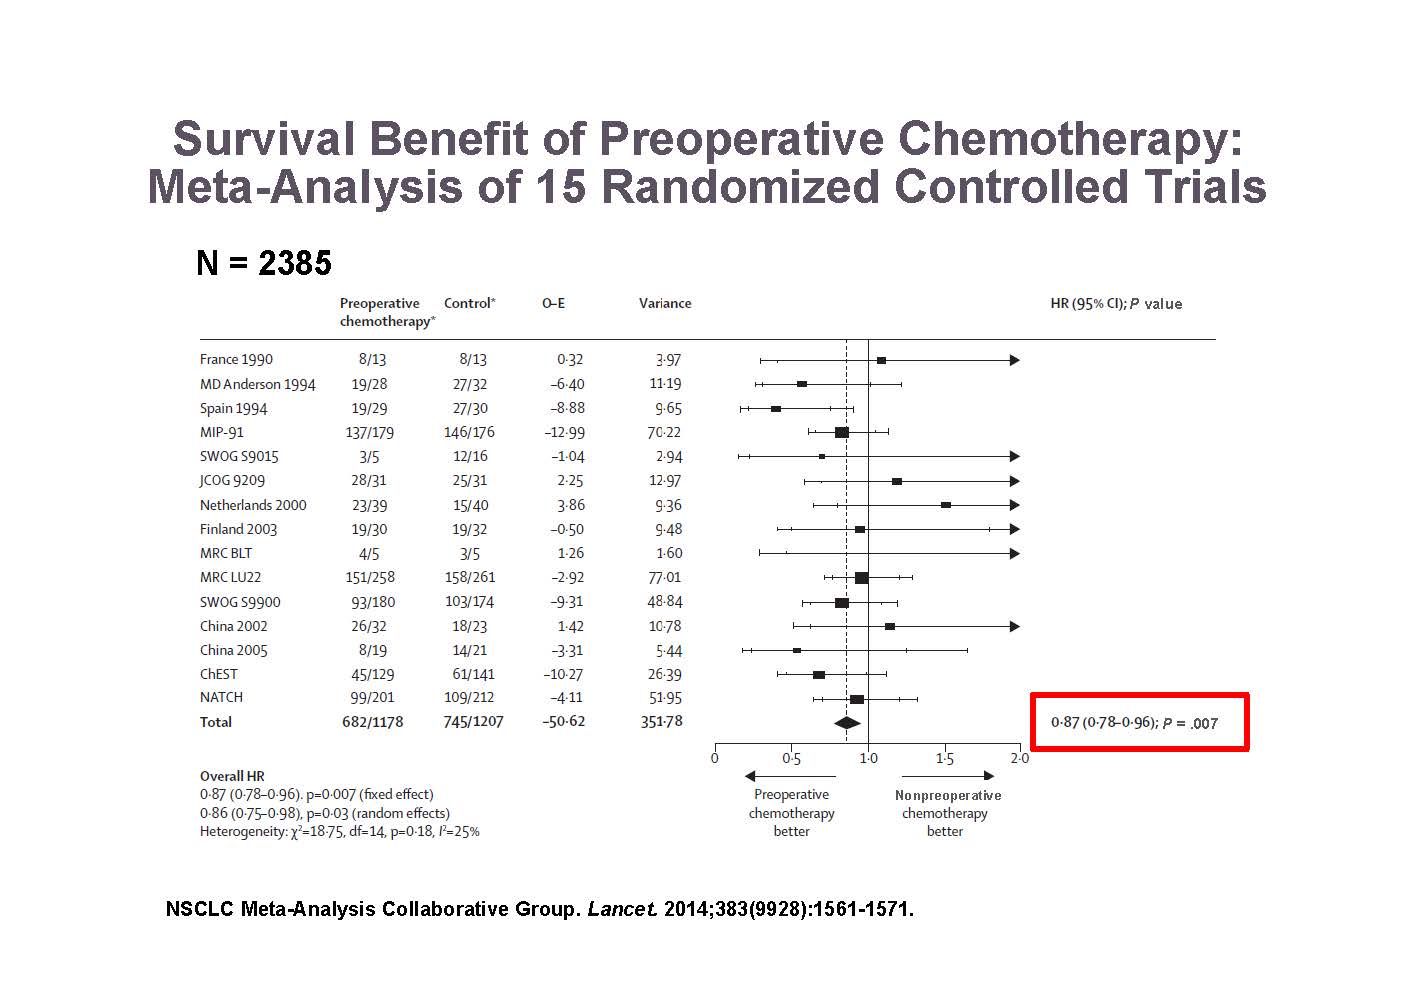 Survival Benefit of Preoperative Chemotherapy:
Meta-Analysis of 15 Randomized Controlled Trials
N = 2385
Preoperative chemotherapy* Control* O–E Variance HR (95% CI); P value
France 1990 8/13 8/13 0·32 3·97
MD Anderson 1994 19/28 27/32 –6·40 11·19
Spain 1994 19/29 27/30 –8·88 9·65
MIP-91 137/179 146/176 –12·99 70·22
SWOG S9015 3/5 12/16 –1·04 2·94
JCOG 9209 28/31 25/31 2·25 12·97
Netherlands 2000 23/39 15/40 3·86 9·36
Finland 2003 19/30 19/32 –0·50 9·48
MRC BLT 4/5 3/5 1·26 1·60
MRC LU22 151/258 158/261 –2·92 77·01
SWOG S9900 93/180 103/174 –9·31 48·84
China 2002 26/32 18/23 1·42 10·78
China 2005 8/19 14/21 –3·31 5·44
ChEST 45/129 61/141 –10·27 26·39
NATCH 99/201 109/212 –4·11 51·95
Total 682/1178 745/1207 –50·62 351·78 0·87 (0·78–0·96); P = .007
0 0·5 1·0 1·5 2·0
Preoperative
chemotherapy
better
Nonpreoperative
chemotherapy
better
Overall HR
0·87 (0·78–0·96). p=0·007 (fixed effect)
0·86 (0·75–0·98), p=0·03 (random effects)
Heterogeneity: χ²=18·75, df=14, p=0·18, I²=25%
NSCLC Meta-Analysis Collaborative Group. Lancet. 2014;383(9928):1561-1571.